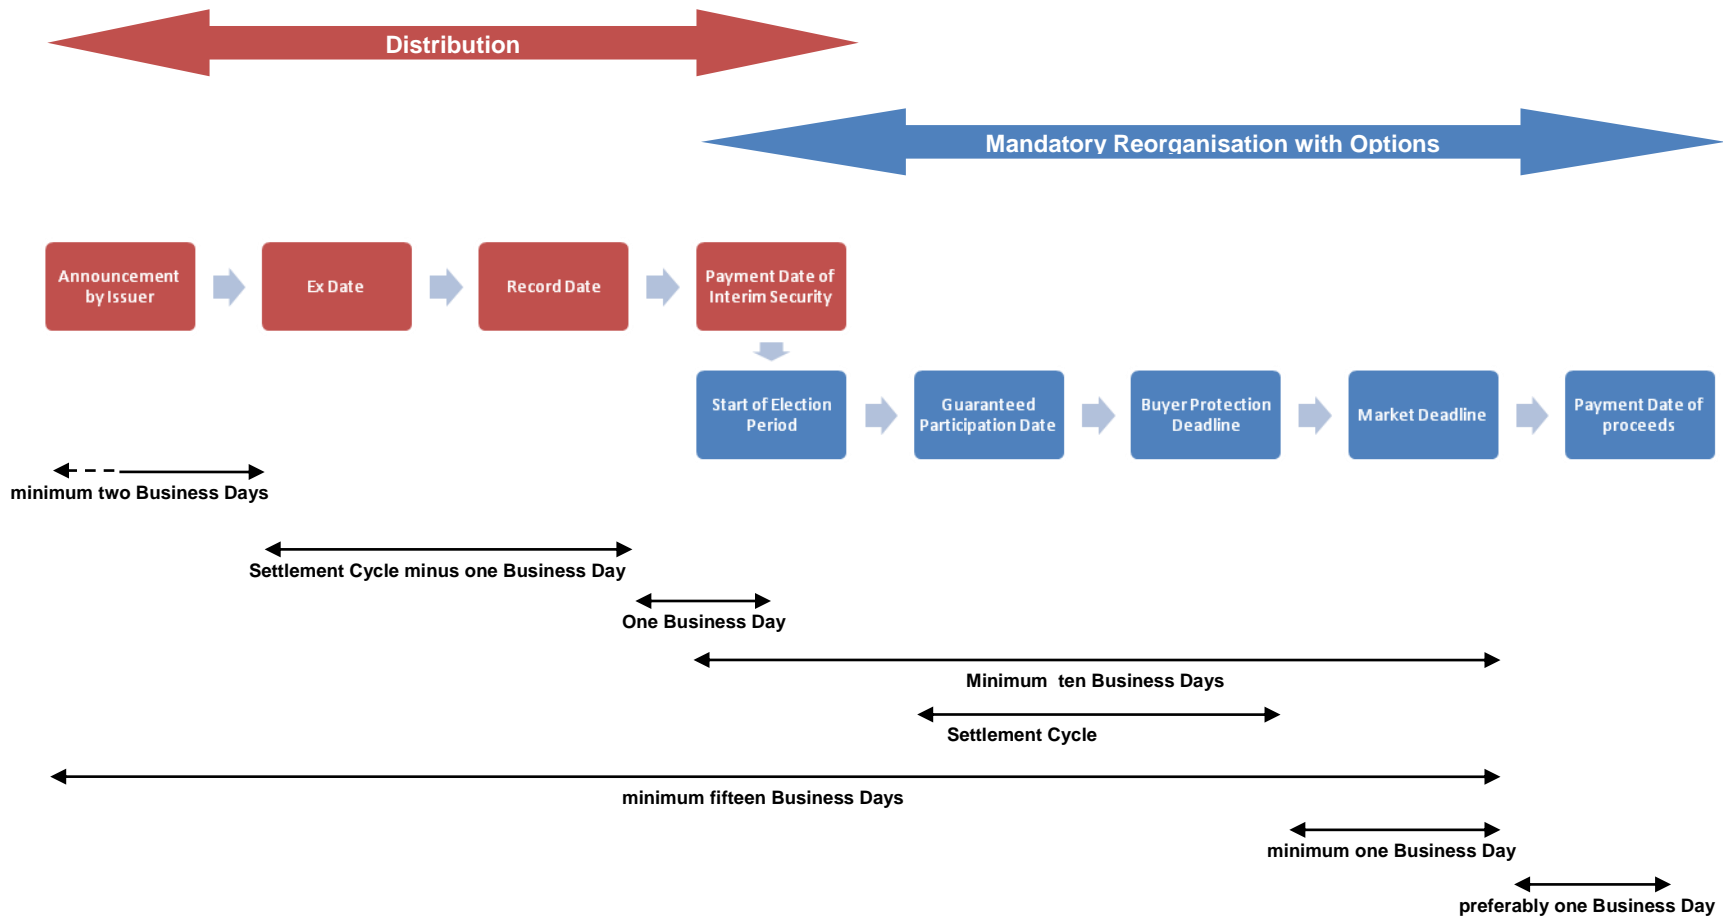 Distribution
Mandatory Reorganisation with Options
Announcement
by Issuer
Ex Date
Record Date
Payment Date of
Interim Security
Start of Election
Period
Guaranteed
Participation Date
Buyer Protection
Deadline
Market Deadline
Payment Date of
proceeds
minimum two Business Days
Settlement Cycle minus one Business Day
One Business Day
Minimum  ten Business Days
Settlement Cycle
minimum fifteen Business Days
minimum one Business Day
preferably one Business Day